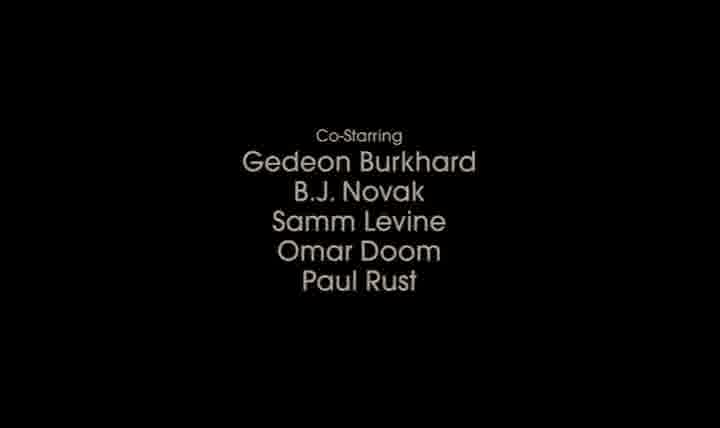 Co-Starring
Gedeon Burkhard
B.J. Novak
Samm Levine
Omar Doom
Paul Rust